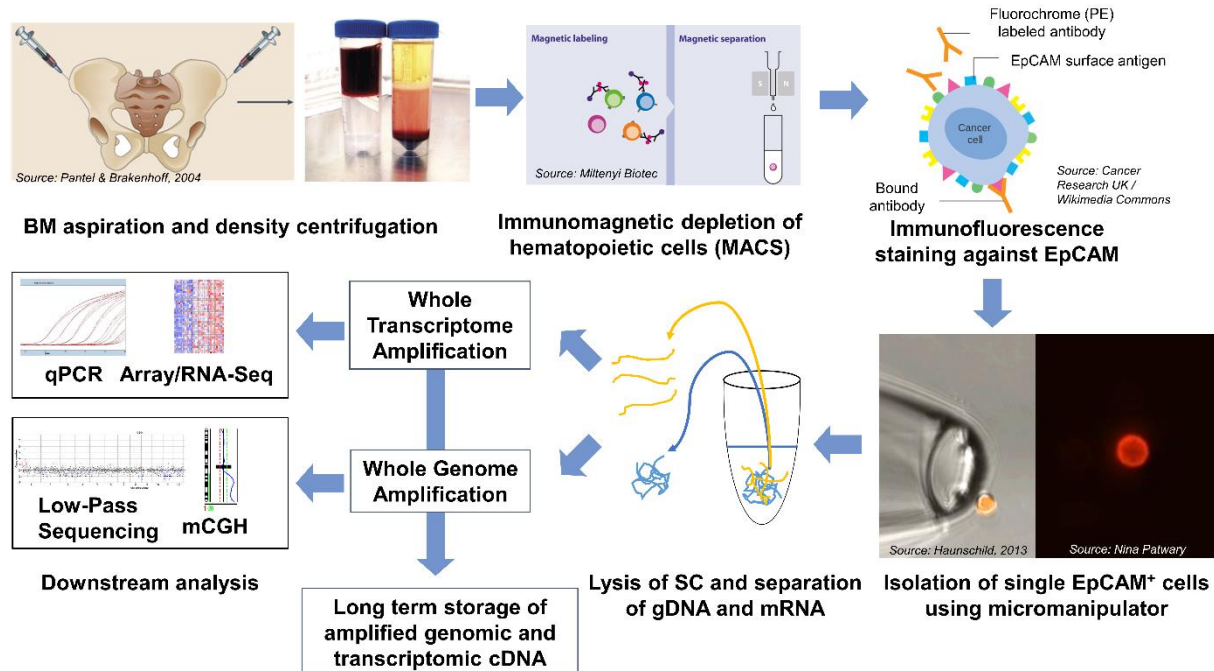 Source: Pantel & Brakenhoff, 2004
BM aspiration and density centrifugation
Magnetic labeling
Magnetic separation
S
N
Source: Miltenyi Biotec
Immunomagnetic depletion of
hematopoietic cells (MACS)
Fluorochrome (PE)
labeled antibody
EpCAM surface antigen
Cancer
cell
Bound
antibody
Source: Cancer
Research UK /
Wikimedia Commons
Immunofluorescence
staining against EpCAM
Source: Haunschild, 2013
Source: Nina Patwary
Isolation of single EpCAM⁺ cells
using micromanipulator
Lysis of SC and separation
of gDNA and mRNA
Whole
Transcriptome
Amplification
Whole Genome
Amplification
Long term storage of
amplified genomic and
transcriptomic cDNA
qPCR
Array/RNA-Seq
Low-Pass
Sequencing
mCGH
Downstream analysis